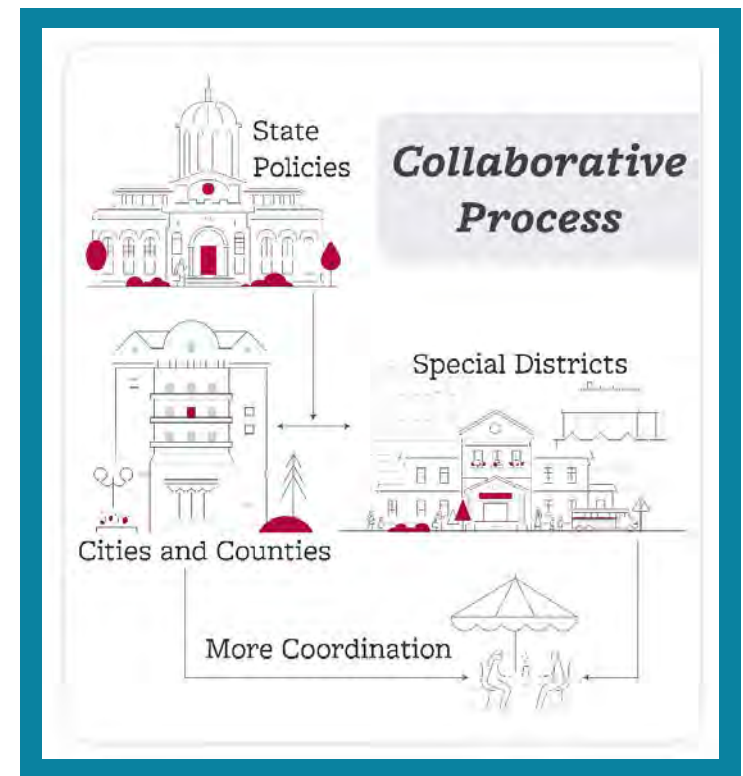 State
Policies
Collaborative
Process
Special Districts
Cities and Counties
More Coordination